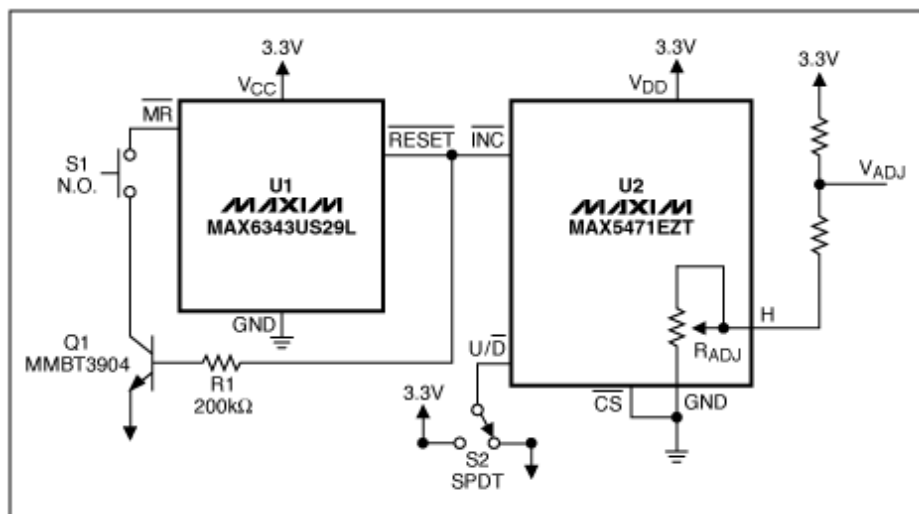 3.3V
3.3V
3.3V
VCC
VDD
MR
RESET
INC
S1
N.O.
U1
MAXIM
MAX6343US29L
U2
MAXIM
MAX5471EZT
VADJ
GND
H
Q1
MMBT3904
R1
200kΩ
U/D
RADJ
3.3V
CS
GND
S2
SPDT